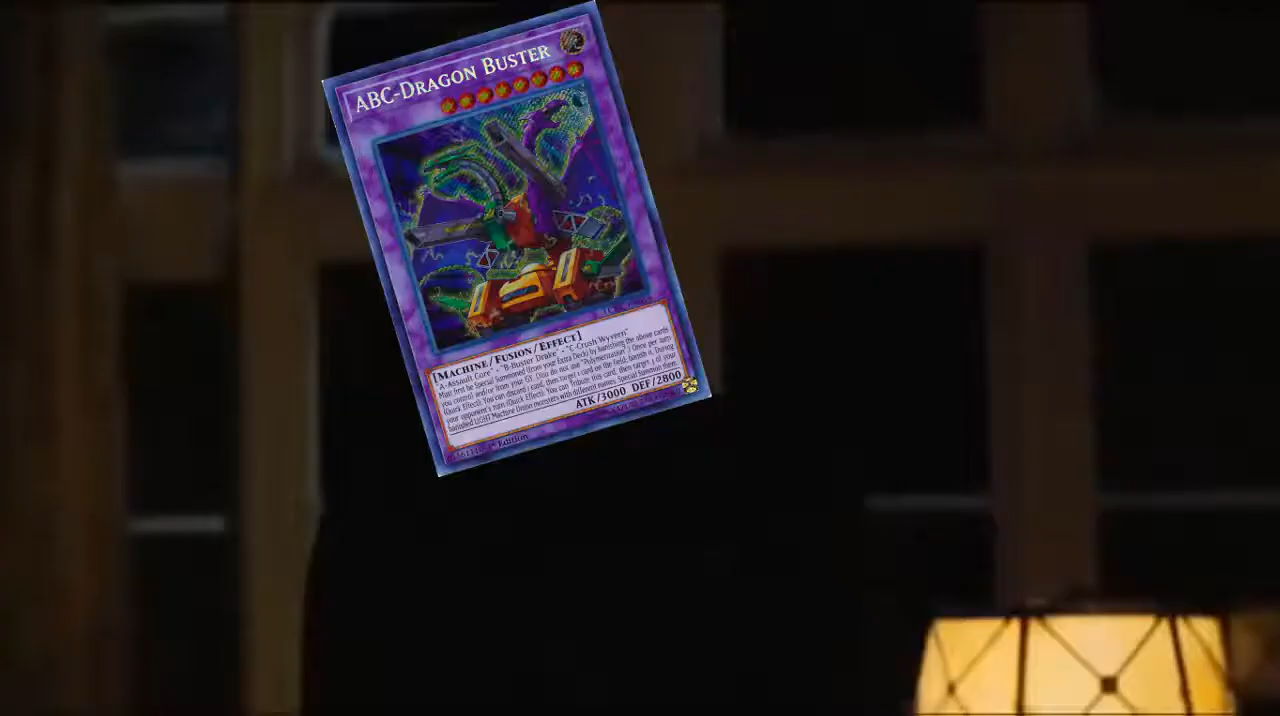 ABC-DRAGON BUSTER
[MACHINE/FUSION/EFFECT]
"A-Assault Core" + "B-Buster Drake" + "C-Crush Wyvern"
Must first be Special Summoned (from your Extra Deck) by banishing the above cards
you control and/or from your GY. (You do not use "Polymerization".) Once per turn
(Quick Effect): You can discard 1 card, then target 1 card on the field; banish it. During
your opponent's turn (Quick Effect): You can Tribute this card, then target 3 of your
banished LIGHT Machine Union monsters with different names; Special Summon them.
ATK/3000 DEF/2800
1st Edition